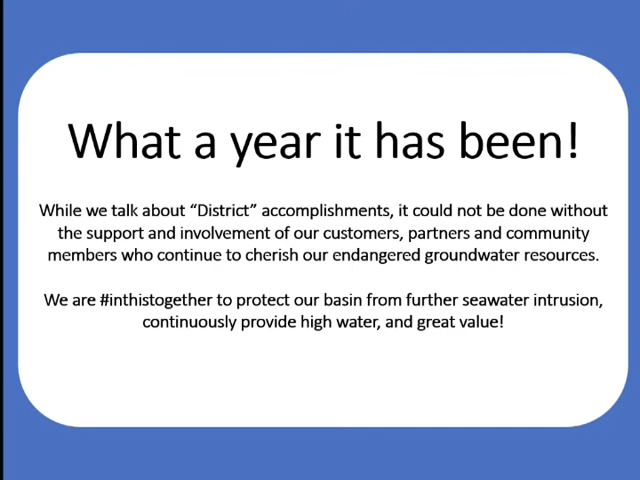 What a year it has been!
While we talk about “District” accomplishments, it could not be done without
the support and involvement of our customers, partners and community
members who continue to cherish our endangered groundwater resources.
We are #inthistogether to protect our basin from further seawater intrusion,
continuously provide high water, and great value!